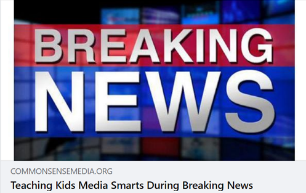 BREAKING
NEWS
COMMONSENSEMEDIA.ORG
Teaching Kids Media Smarts During Breaking News